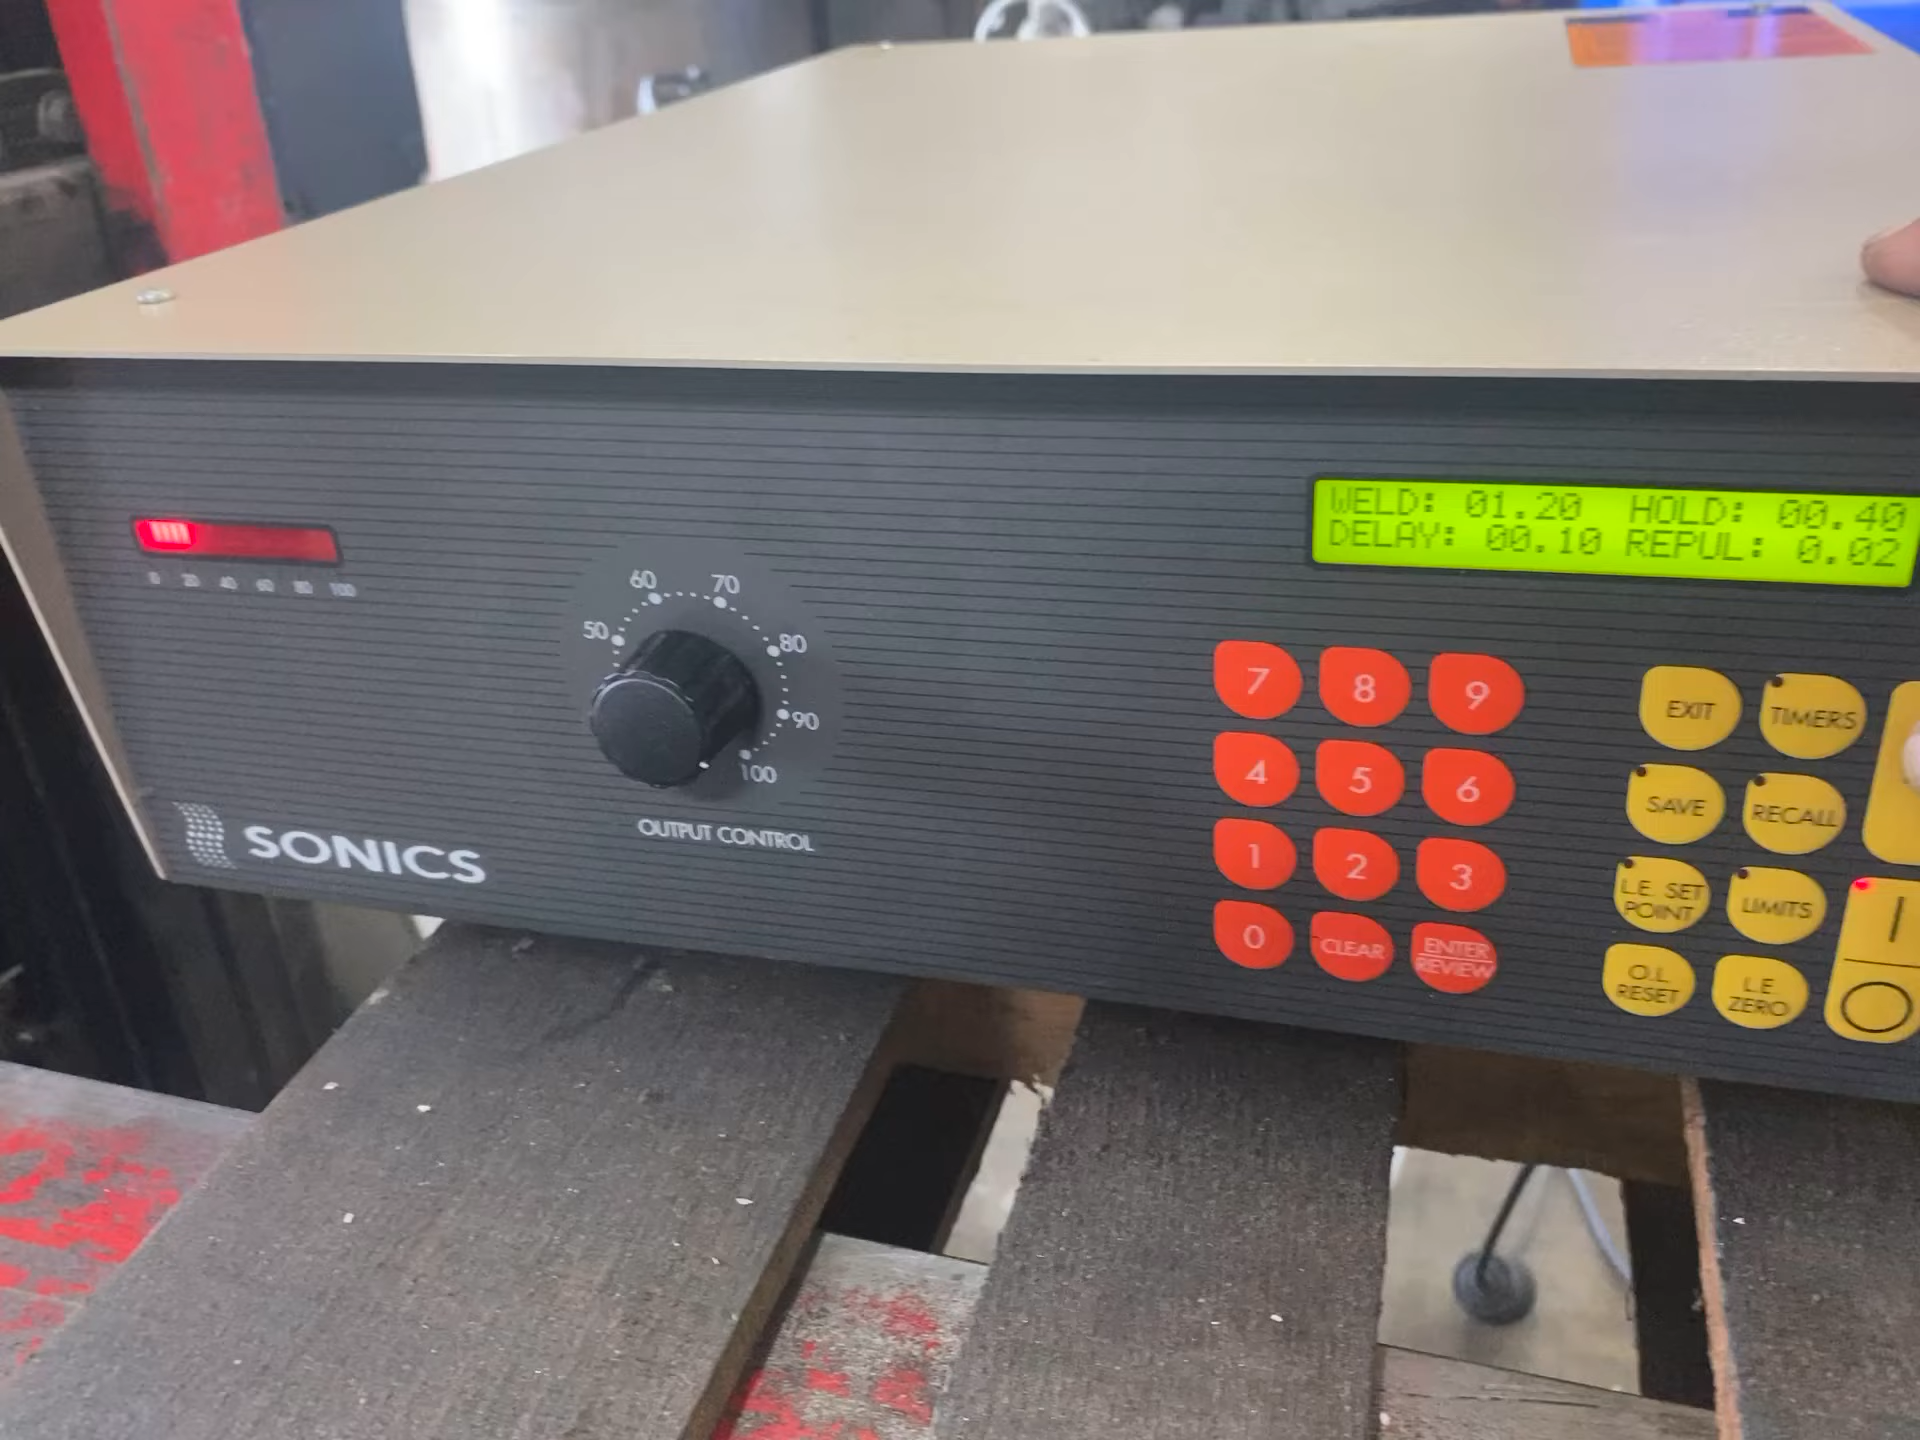 WELD: 01.20 HOLD: 00.40
DELAY: 00.10 REPUL: 0.02
0 20 40 60 80 100
50 60 70 80 90 100
OUTPUT CONTROL
SONICS
7 8 9
4 5 6
1 2 3
0 CLEAR ENTER
REVIEW
EXIT TIMERS
SAVE RECALL
L.E. SET
POINT
LIMITS
O.L.
RESET
L.E.
ZERO
I
O